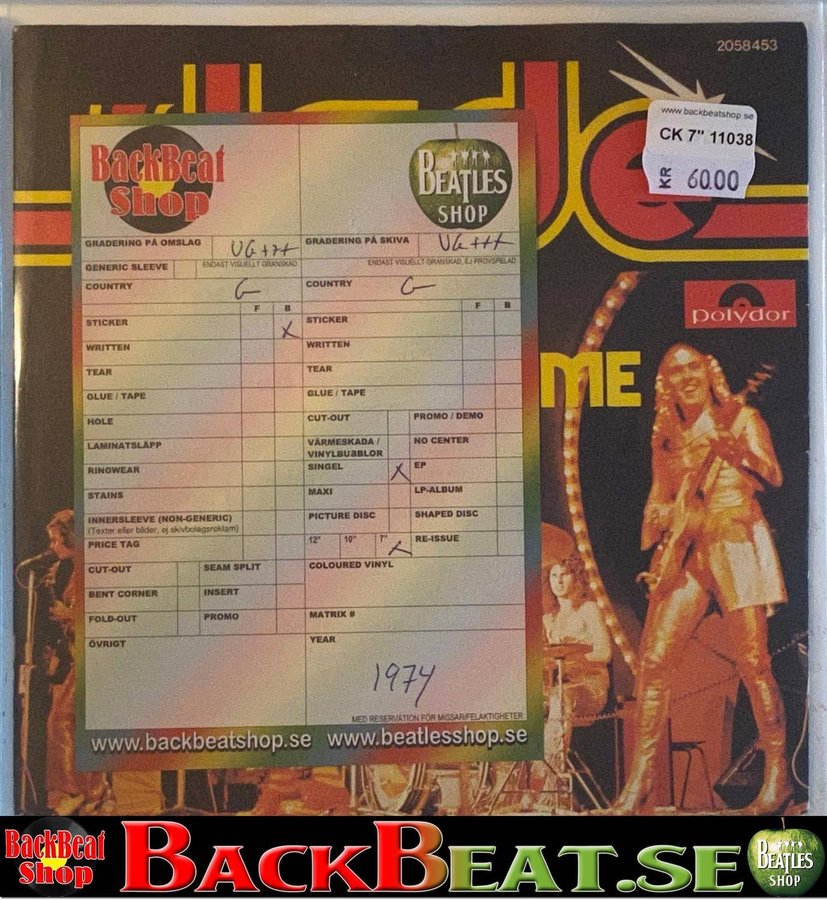 2058453
www.backbeatshop.se
CK 7" 11038
KR 60.00
polydor
ME
BackBeat
Shop
BEATLES
SHOP
GRADERING PÅ OMSLAG VG+++
ENDAST VISUELLT GRANSKAD
GENERIC SLEEVE
COUNTRY G
F B
STICKER X
WRITTEN
TEAR
GLUE / TAPE
HOLE
LAMINATSLÄPP
RINGWEAR
STAINS
INNERSLEEVE (NON-GENERIC)
(Texter eller bilder, ej skivbolagsreklam)
PRICE TAG
CUT-OUT SEAM SPLIT
BENT CORNER INSERT
FOLD-OUT PROMO
ÖVRIGT
GRADERING PÅ SKIVA VG+++
ENDAST VISUELLT GRANSKAD, EJ PROVSPELAD
COUNTRY G
F B
STICKER
WRITTEN
TEAR
GLUE / TAPE
CUT-OUT PROMO / DEMO
VÄRMESKADA / NO CENTER
VINYLBUBBLOR
SINGEL X EP
MAXI LP-ALBUM
PICTURE DISC SHAPED DISC
12" 10" 7" X RE-ISSUE
COLOURED VINYL
MATRIX #
YEAR
1974
MED RESERVATION FÖR MISSAR/FELAKTIGHETER
www.backbeatshop.se www.beatlesshop.se
BackBeat
Shop
BACKBEAT.SE
BEATLES
SHOP